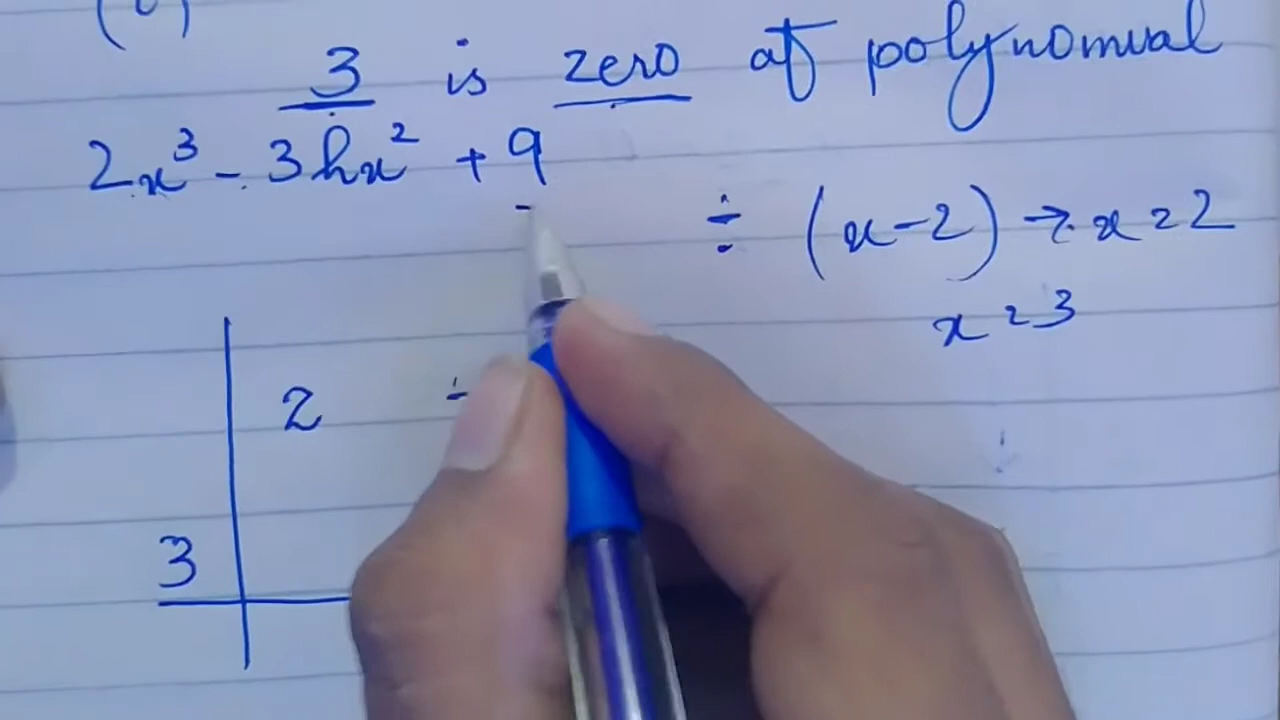 3 is zero of polynomial
2x³ - 3hx² + 9
÷ (x-2) → x = 2
x = 3
2 -
3